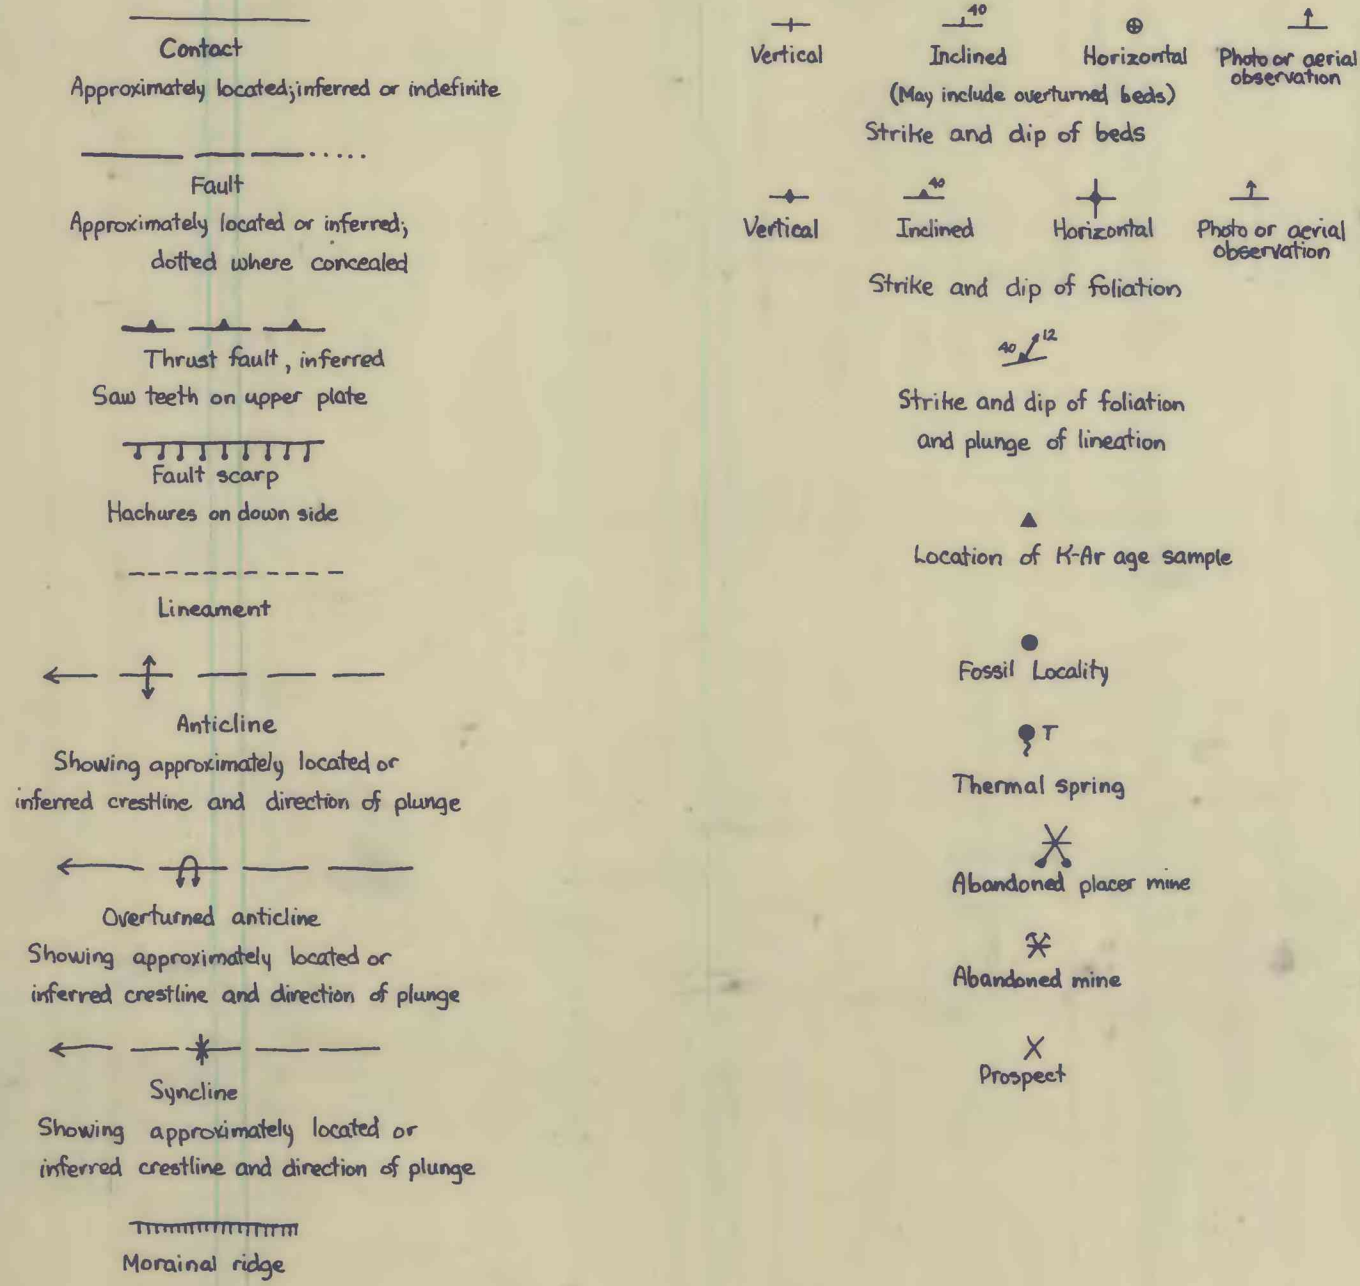 Contact
Approximately located; inferred or indefinite
Fault
Approximately located or inferred;
dotted where concealed
Thrust fault, inferred
Saw teeth on upper plate
Fault scarp
Hachures on down side
Lineament
Anticline
Showing approximately located or
inferred crestline and direction of plunge
Overturned anticline
Showing approximately located or
inferred crestline and direction of plunge
Syncline
Showing approximately located or
inferred crestline and direction of plunge
Morainal ridge
40
Vertical Inclined Horizontal Photo or aerial
observation
(May include overturned beds)
Strike and dip of beds
40
Vertical Inclined Horizontal Photo or aerial
observation
Strike and dip of foliation
40 12
Strike and dip of foliation
and plunge of lineation
Location of K-Ar age sample
Fossil Locality
T
Thermal spring
Abandoned placer mine
Abandoned mine
Prospect